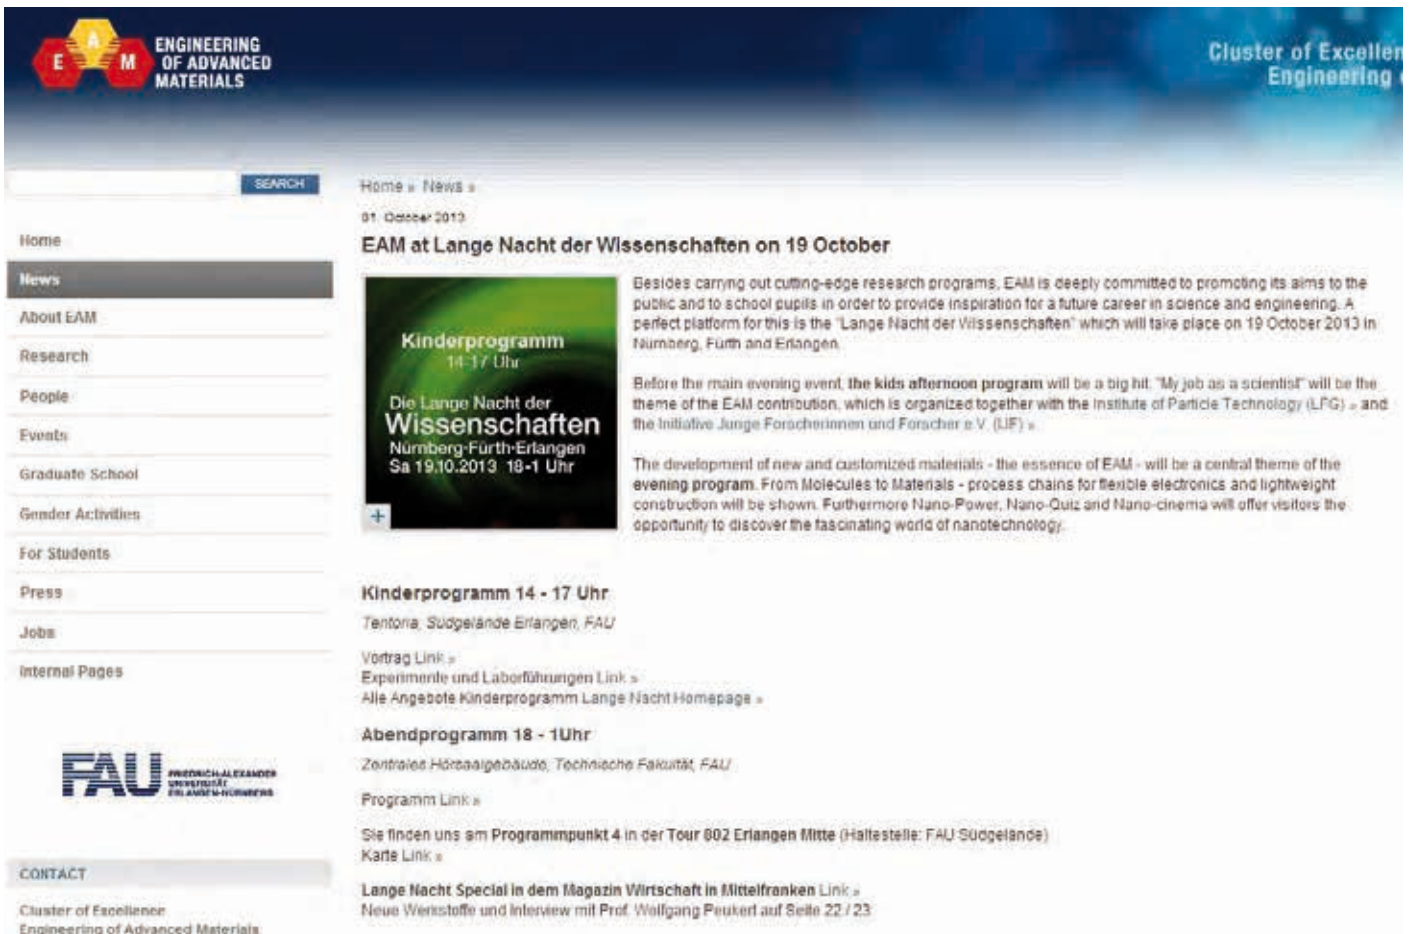 E A M
ENGINEERING
OF ADVANCED
MATERIALS
Cluster of Excellen
Engineering
SEARCH
Home » News »
01. October 2013
EAM at Lange Nacht der Wissenschaften on 19 October
Home
News
About EAM
Research
People
Events
Graduate School
Gender Activities
For Students
Press
Jobs
Internal Pages
FAU
FRIEDRICH-ALEXANDER
UNIVERSITÄT
ERLANGEN-NÜRNBERG
CONTACT
Cluster of Excellence
Engineering of Advanced Materials
Kinderprogramm
14-17 Uhr
Die Lange Nacht der
Wissenschaften
Nürnberg·Fürth·Erlangen
Sa 19.10.2013 18-1 Uhr
Besides carrying out cutting-edge research programs, EAM is deeply committed to promoting its aims to the
public and to school pupils in order to provide inspiration for a future career in science and engineering. A
perfect platform for this is the "Lange Nacht der Wissenschaften" which will take place on 19 October 2013 in
Nürnberg, Fürth and Erlangen.
Before the main evening event, the kids afternoon program will be a big hit. "My job as a scientist" will be the
theme of the EAM contribution, which is organized together with the Institute of Particle Technology (LFG) » and
the Initiative Junge Forscherinnen und Forscher e.V. (IJF) »
The development of new and customized materials - the essence of EAM - will be a central theme of the
evening program. From Molecules to Materials - process chains for flexible electronics and lightweight
construction will be shown. Furthermore Nano-Power, Nano-Quiz and Nano-cinema will offer visitors the
opportunity to discover the fascinating world of nanotechnology.
Kinderprogramm 14 - 17 Uhr
Tentoria, Südgelände Erlangen, FAU
Vortrag Link »
Experimente und Laborführungen Link »
Alle Angebote Kinderprogramm Lange Nacht Homepage »
Abendprogramm 18 - 1Uhr
Zentrales Hörsaalgebäude, Technische Fakultät, FAU
Programm Link »
Sie finden uns am Programmpunkt 4 in der Tour 802 Erlangen Mitte (Haltestelle: FAU Südgelände)
Karte Link »
Lange Nacht Special in dem Magazin Wirtschaft in Mittelfranken Link »
Neue Werkstoffe und Interview mit Prof. Wolfgang Peukert auf Seite 22 / 23